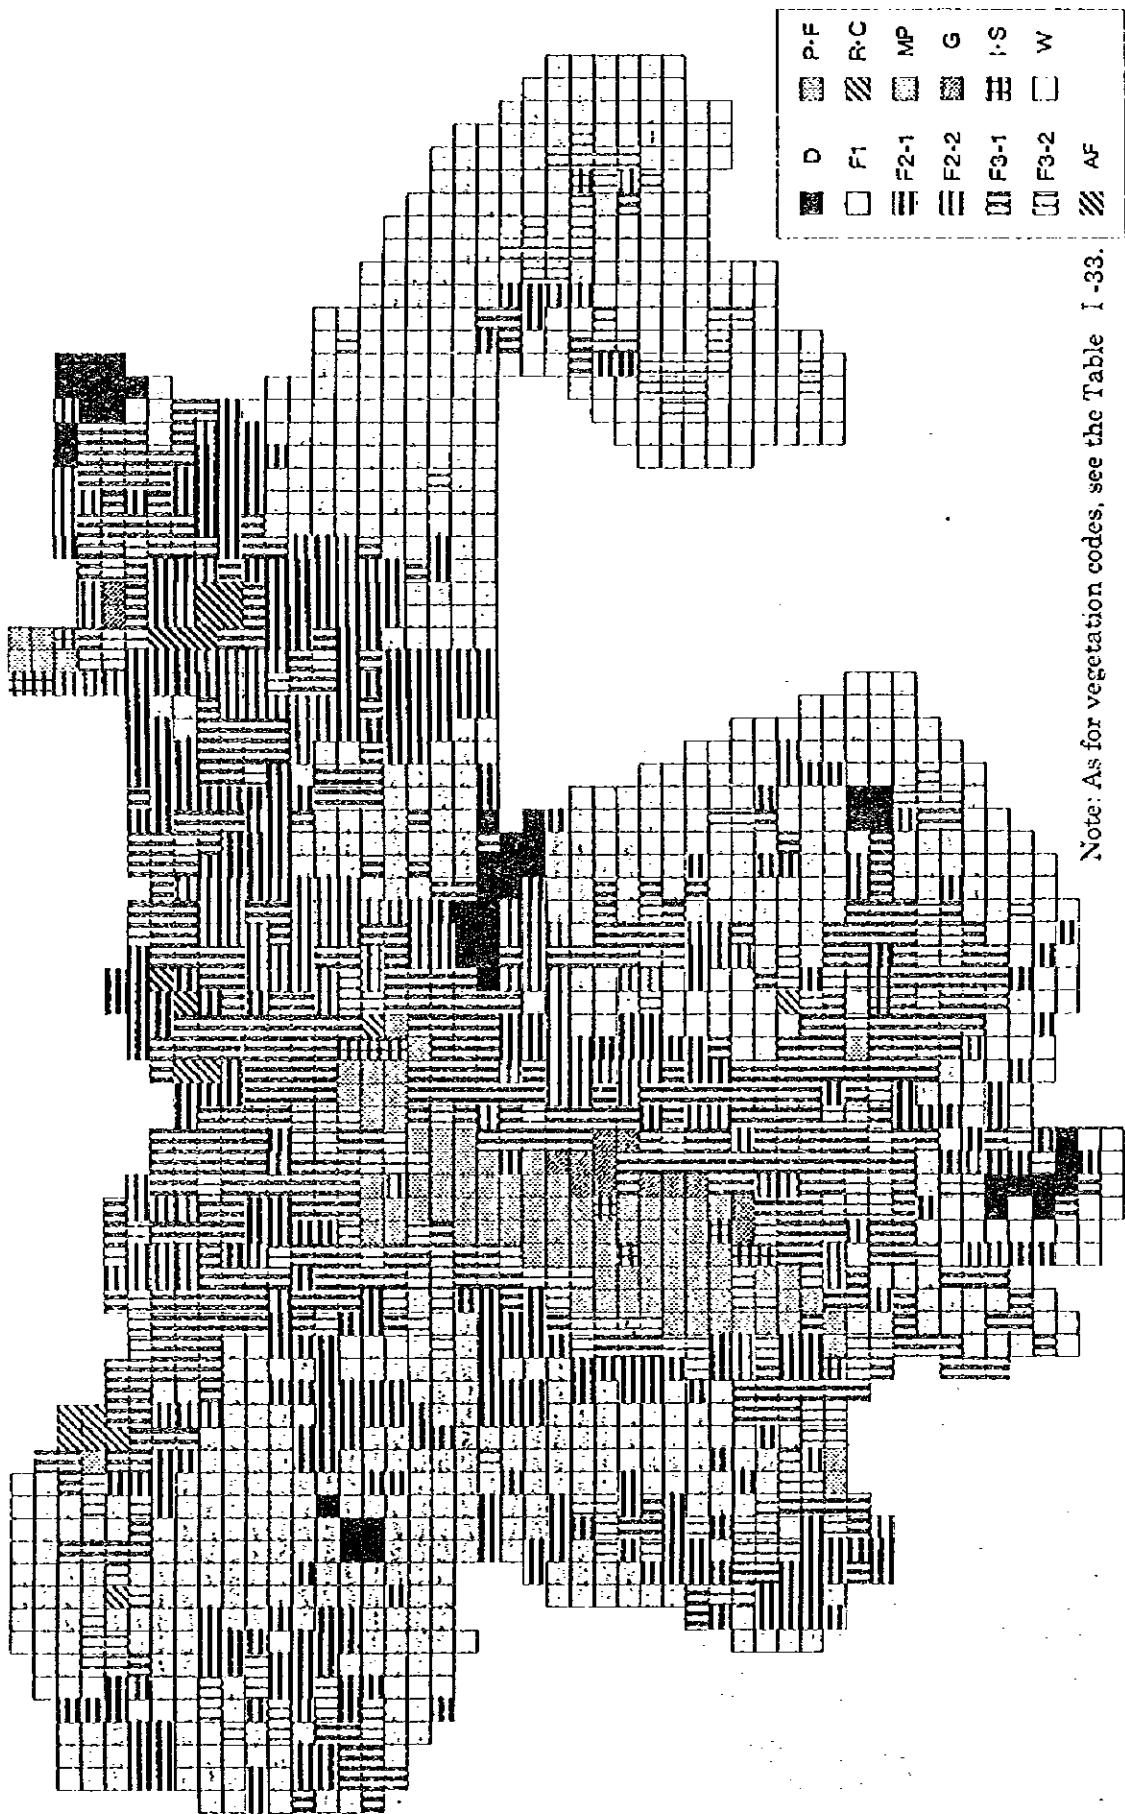 D
F1
F2-1
F2-2
F3-1
F3-2
AF
P·F
R·C
MP
G
I·S
W
Note: As for vegetation codes, see the Table I-33.